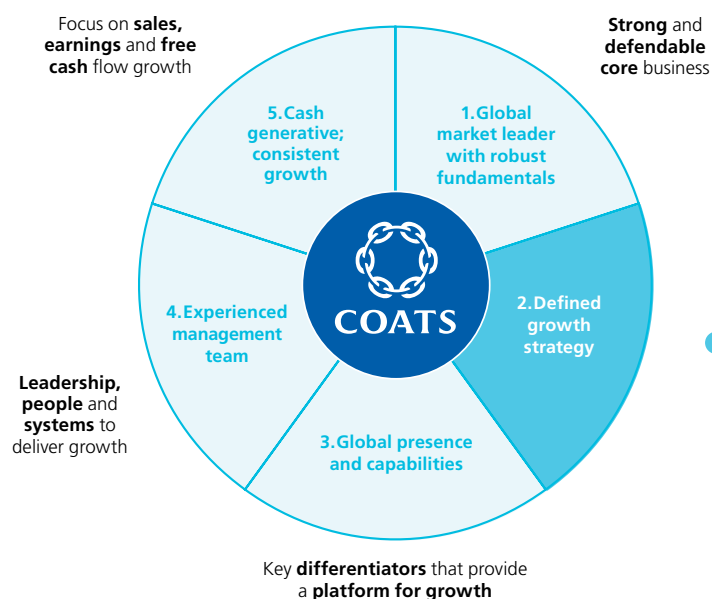 Focus on sales,
earnings and free
cash flow growth
Strong and
defendable
core business
5.Cash
generative;
consistent
growth
1.Global
market leader
with robust
fundamentals
COATS
4.Experienced
management
team
2.Defined
growth
strategy
Leadership,
people and
systems to
deliver growth
3.Global presence
and capabilities
Key differentiators that provide
a platform for growth